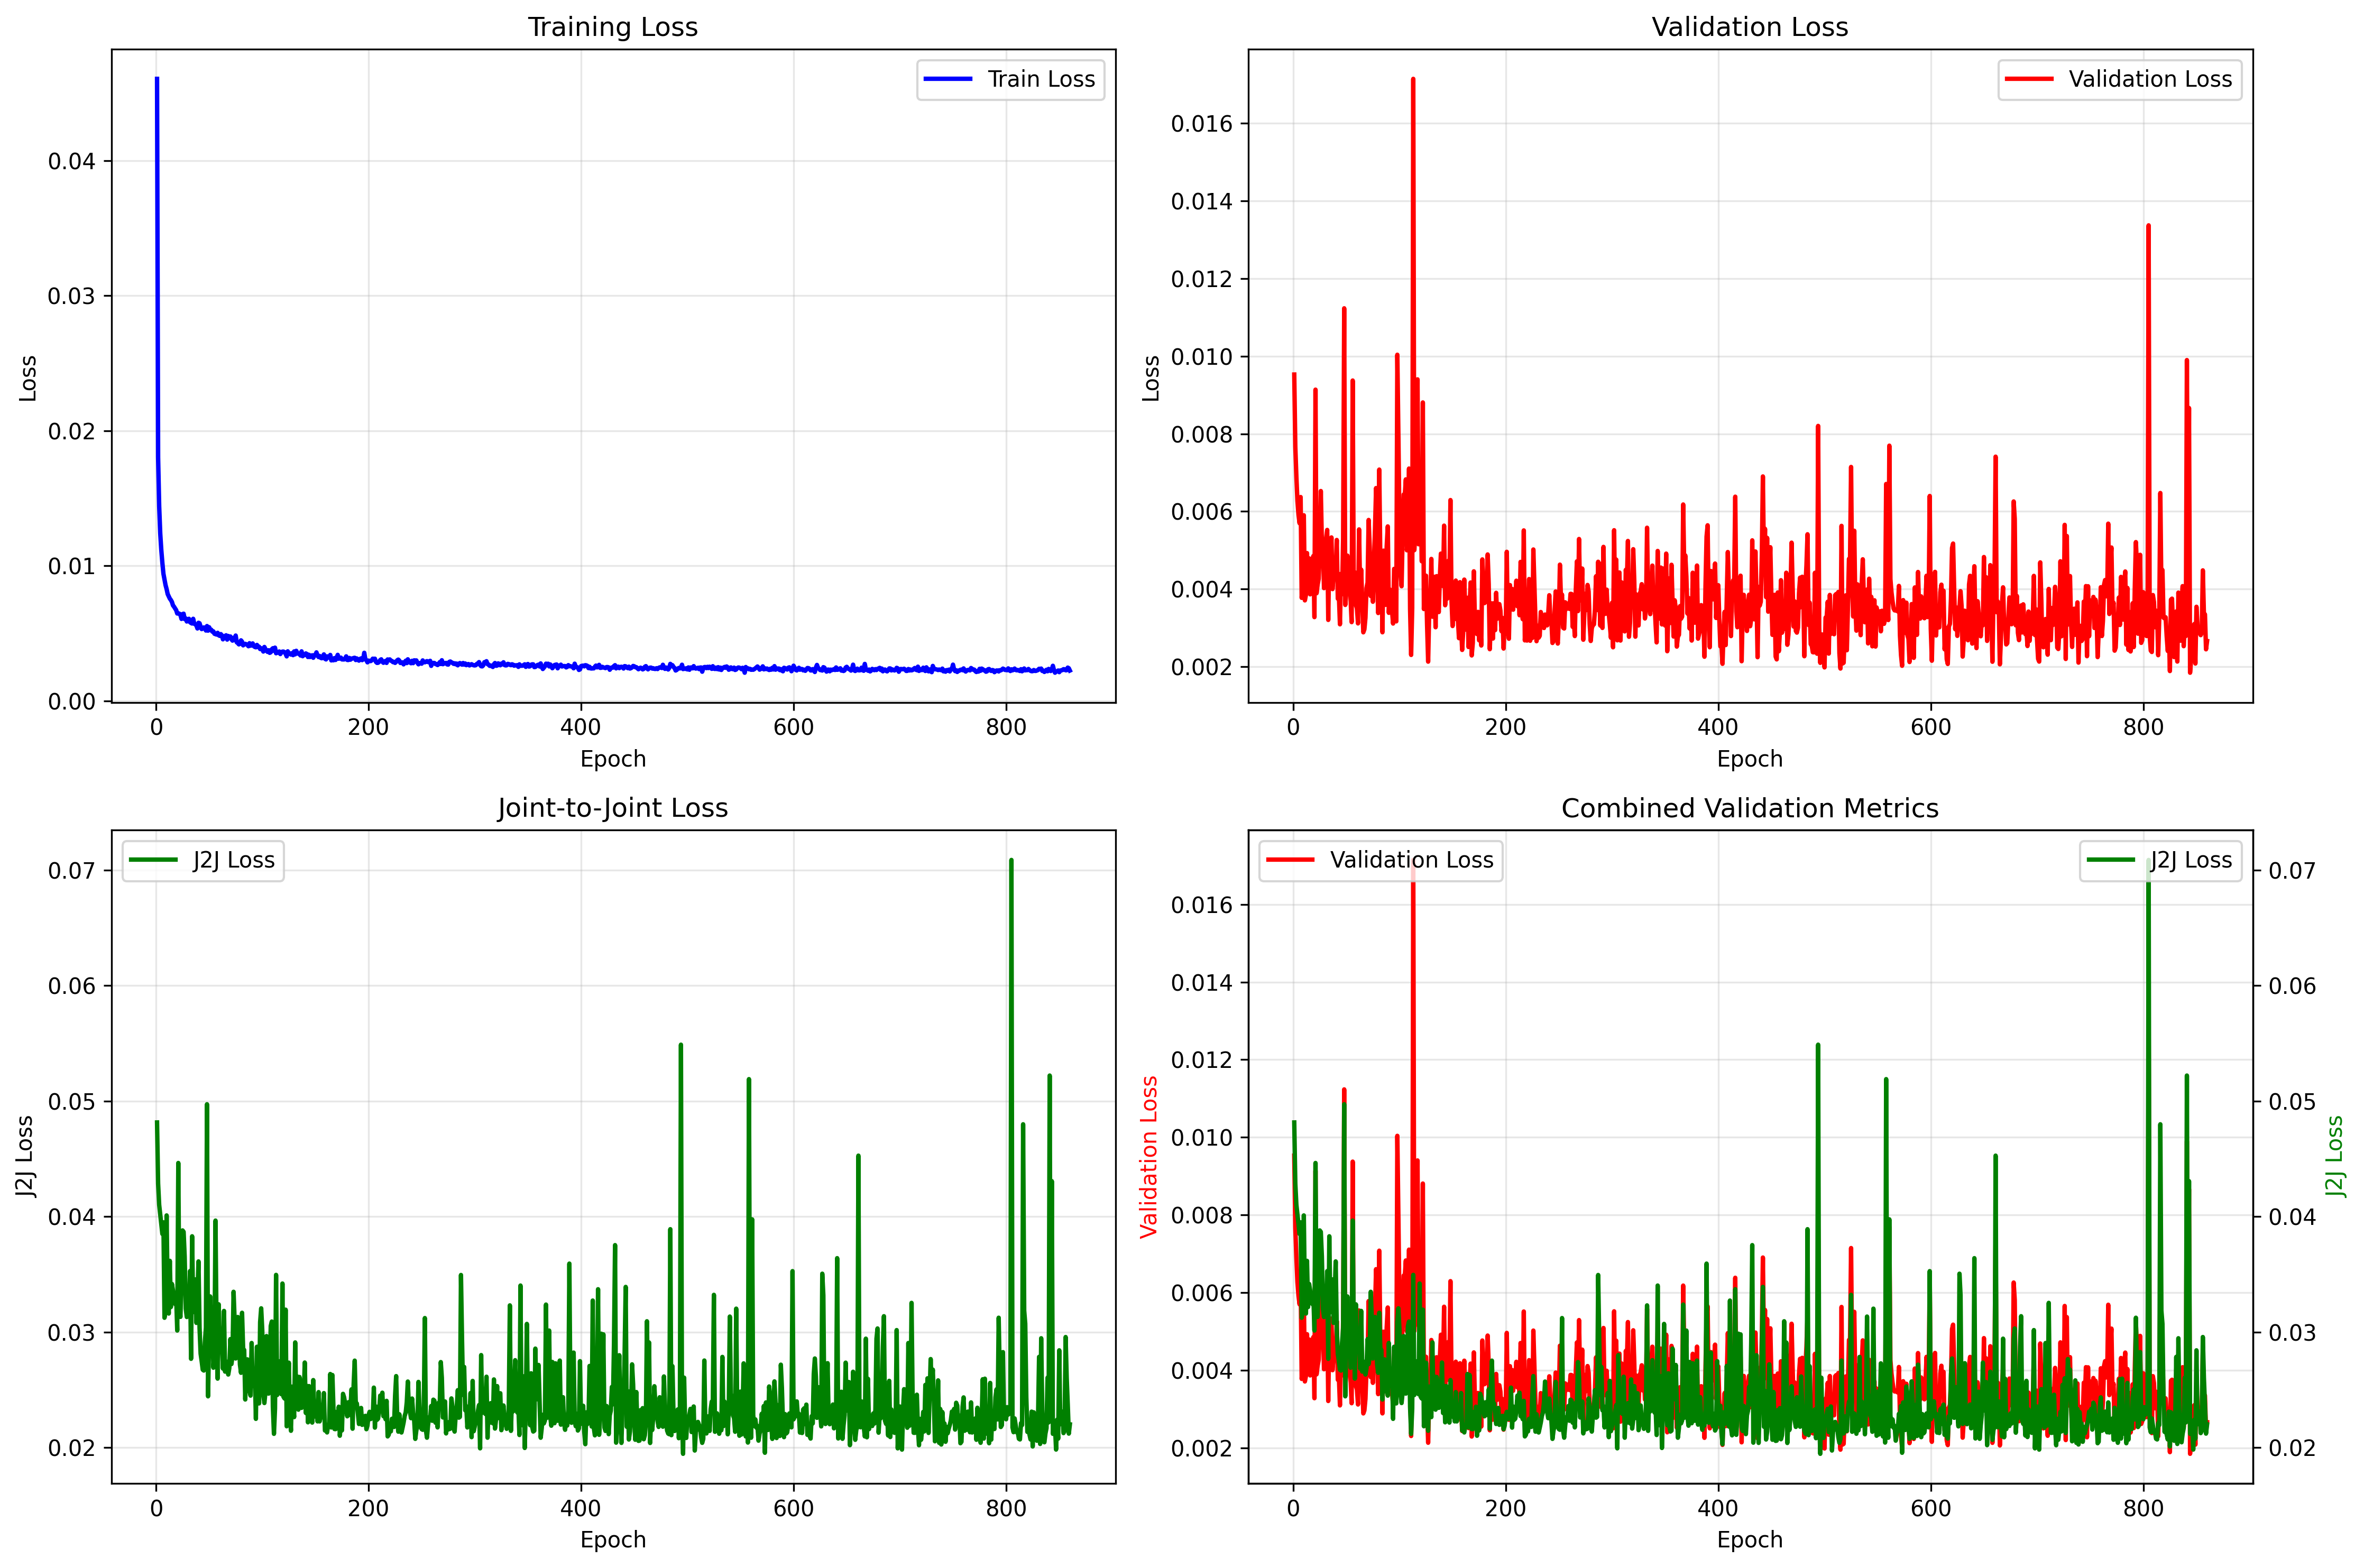 Training Loss
Train Loss
0.04
0.03
0.02
0.01
0.00
Loss
0 200 400 600 800
Epoch
Validation Loss
Validation Loss
0.016
0.014
0.012
0.010
0.008
0.006
0.004
0.002
Loss
0 200 400 600 800
Epoch
Joint-to-Joint Loss
J2J Loss
0.07
0.06
0.05
0.04
0.03
0.02
J2J Loss
0 200 400 600 800
Epoch
Combined Validation Metrics
Validation Loss
J2J Loss
0.016
0.014
0.012
0.010
0.008
0.006
0.004
0.002
Validation Loss
0.07
0.06
0.05
0.04
0.03
0.02
J2J Loss
0 200 400 600 800
Epoch